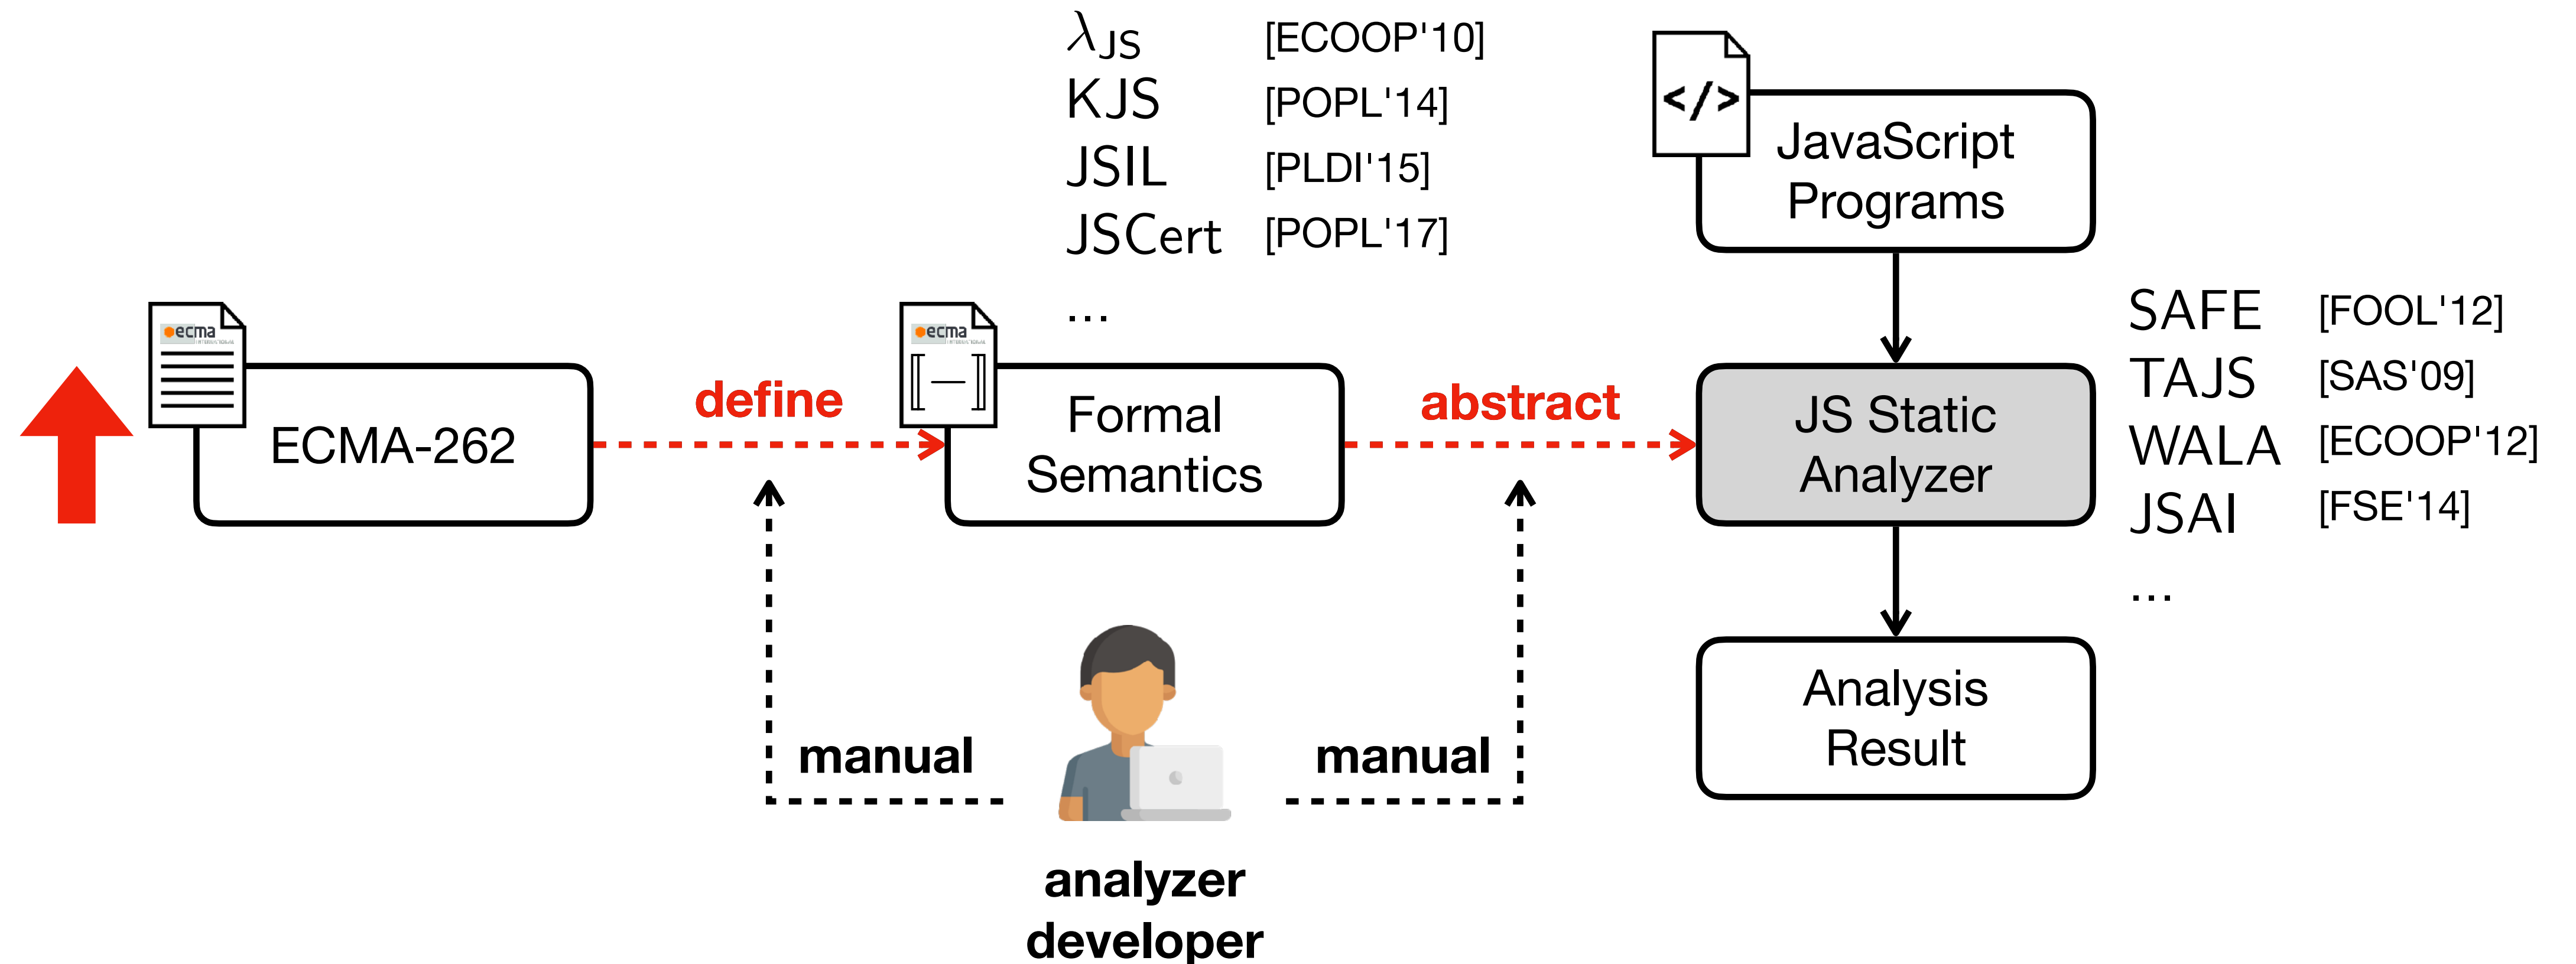 λJS [ECOOP'10]
KJS [POPL'14]
JSIL [PLDI'15]
JSCert [POPL'17]
...
</>
JavaScript
Programs
SAFE [FOOL'12]
TAJS [SAS'09]
WALA [ECOOP'12]
JSAI [FSE'14]
...
ecma
ECMA-262
define
ecma
⟦—⟧
Formal
Semantics
abstract
JS Static
Analyzer
manual
manual
Analysis
Result
analyzer
developer